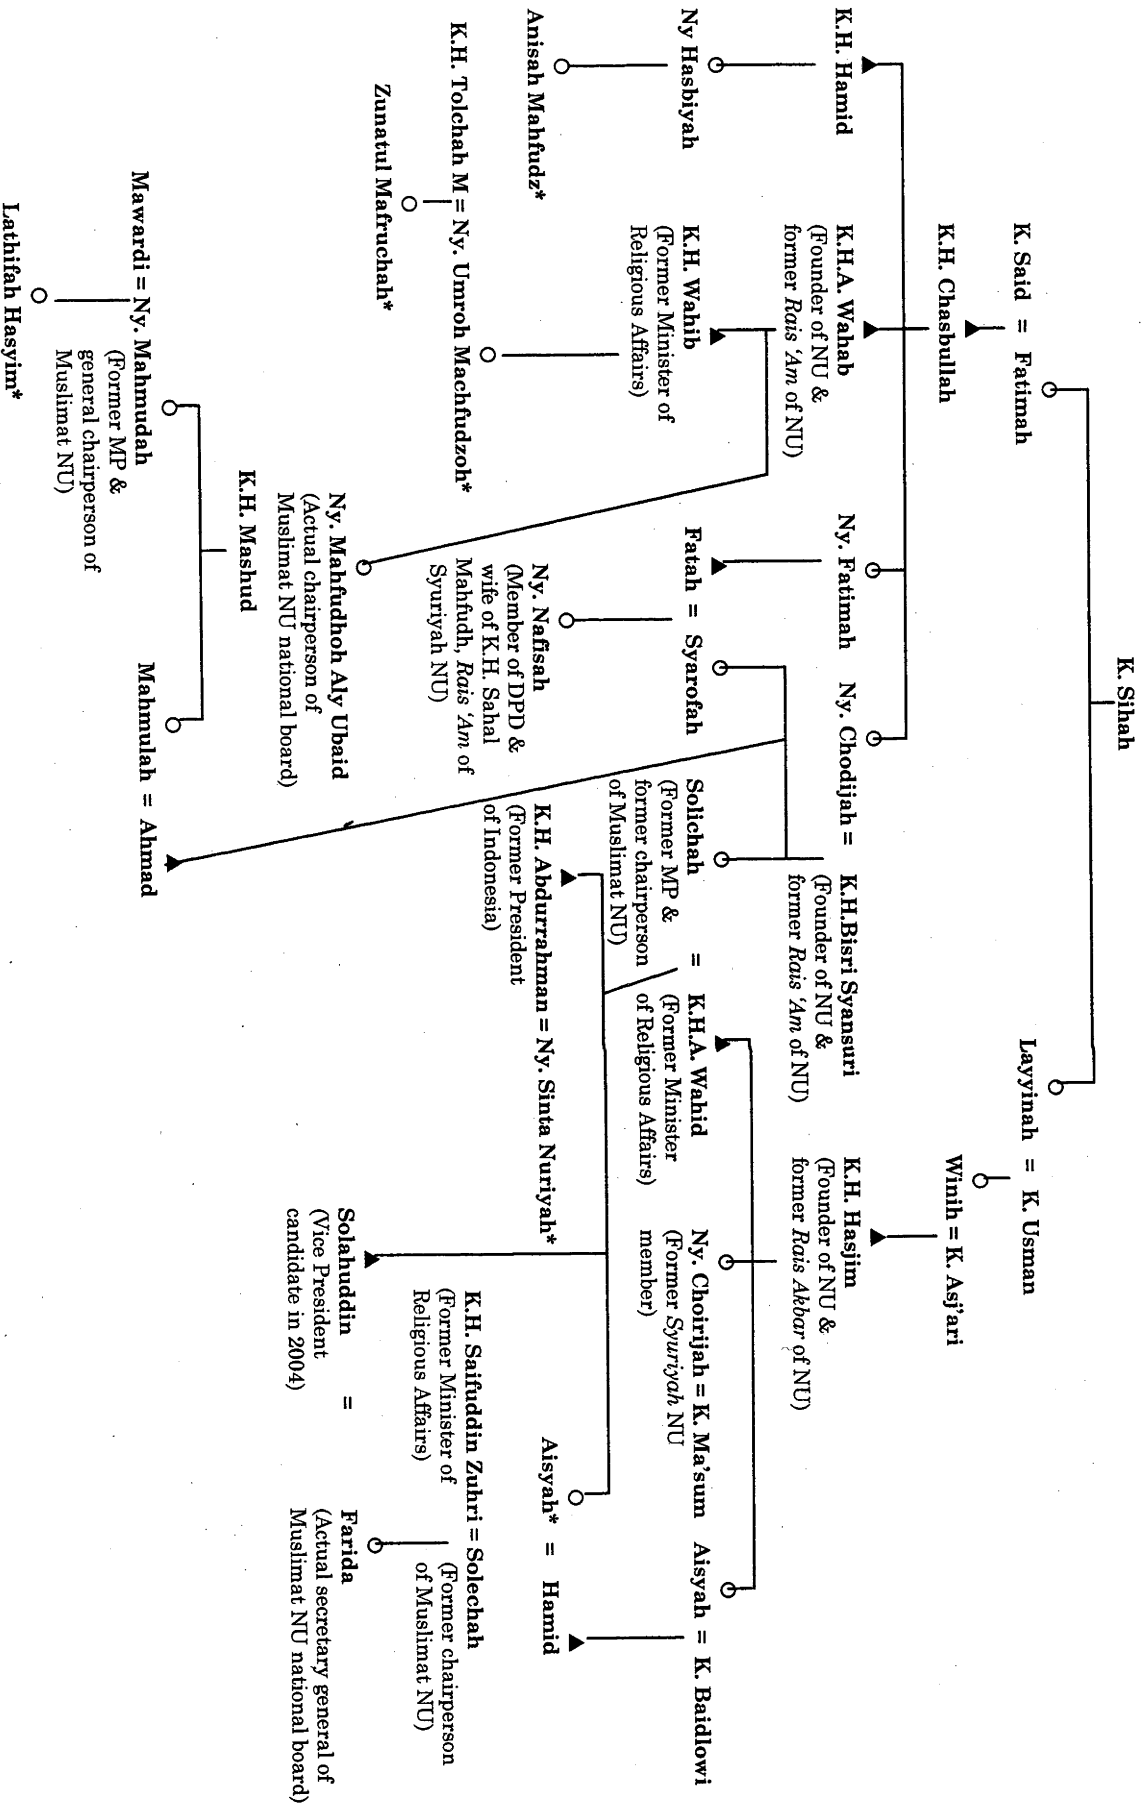 K. Sihah
K. Said = Fatimah
Layyinah = K. Usman
K.H. Chasbullah
Winih = K. Asj'ari
K.H. Hamid
K.H.A. Wahab
(Founder of NU &
former Rais 'Am of NU)
Ny. Fatimah
Ny. Chodijah =
K.H.Bisri Syansuri
(Founder of NU &
former Rais 'Am of NU)
K.H. Hasjim
(Founder of NU &
former Rais Akbar of NU)
Ny Hasbiyah
K.H. Wahib
(Former Minister of
Religious Affairs)
Fatah = Syarofah
Solichah =
(Former MP &
former chairperson
of Muslimat NU)
K.H.A. Wahid
(Former Minister
of Religious Affairs)
Ny. Choirijah = K. Ma'sum
(Former Syuriyah NU
member)
Aisyah = K. Baidlowi
Anisah Mahfudz*
Ny. Nafisah
(Member of DPD &
wife of K.H. Sahal
Mahfudh, Rais 'Am of
Syuriyah NU)
K.H. Abdurrahman = Ny. Sinta Nuriyah*
(Former President
of Indonesia)
Aisyah* = Hamid
K.H. Tolchah M = Ny. Umroh Machfudzoh*
K.H. Saifuddin Zuhri = Solechah
(Former Minister of
Religious Affairs)
(Former chairperson
of Muslimat NU)
Zunatul Mafruchah*
Ny. Mahfudhoh Aly Ubaid
(Actual chairperson of
Muslimat NU national board)
Solahuddin =
(Vice President
candidate in 2004)
Farida
(Actual secretary general of
Muslimat NU national board)
K.H. Mashud
Mawardi = Ny. Mahmudah
(Former MP &
general chairperson of
Muslimat NU)
Mahmulah = Ahmad
Lathifah Hasyim*